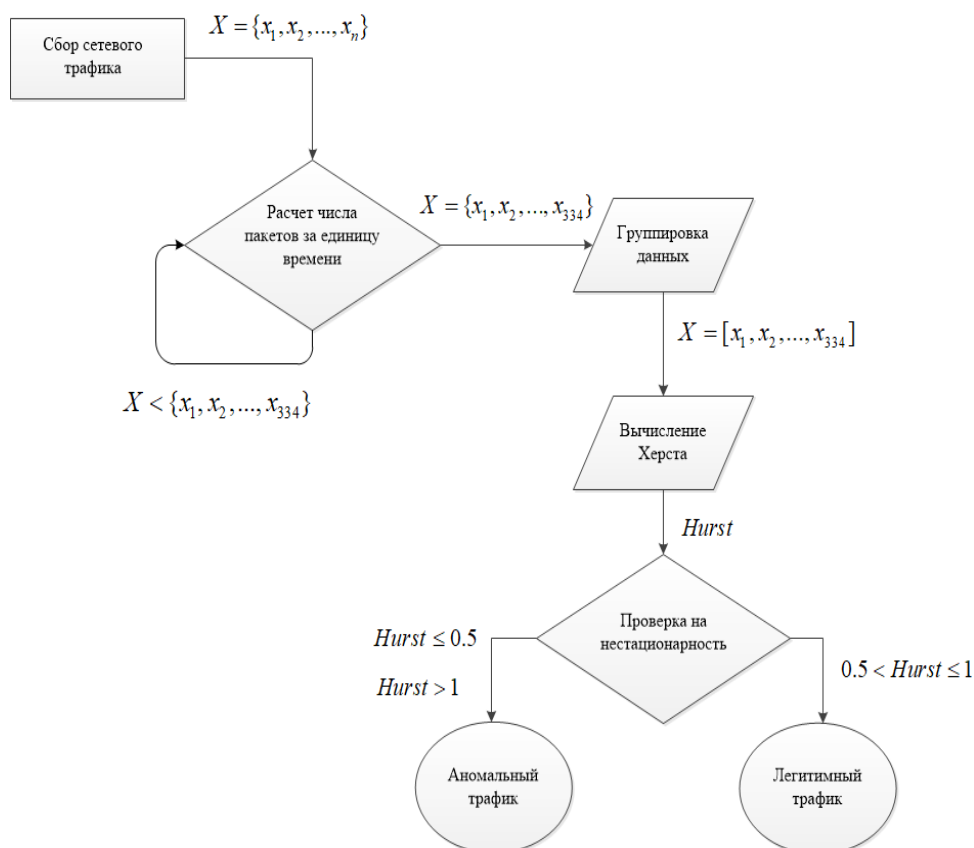 X = {x₁, x₂, ..., xₙ}
Сбор сетевого
трафика
Расчет числа
пакетов за единицу
времени
X = {x₁, x₂, ..., x₃₃₄}
Группировка
данных
X < {x₁, x₂, ..., x₃₃₄}
X = [x₁, x₂, ..., x₃₃₄]
Вычисление
Херста
Hurst
Проверка на
нестационарность
Hurst ≤ 0.5
Hurst > 1
0.5 < Hurst ≤ 1
Аномальный
трафик
Легитимный
трафик